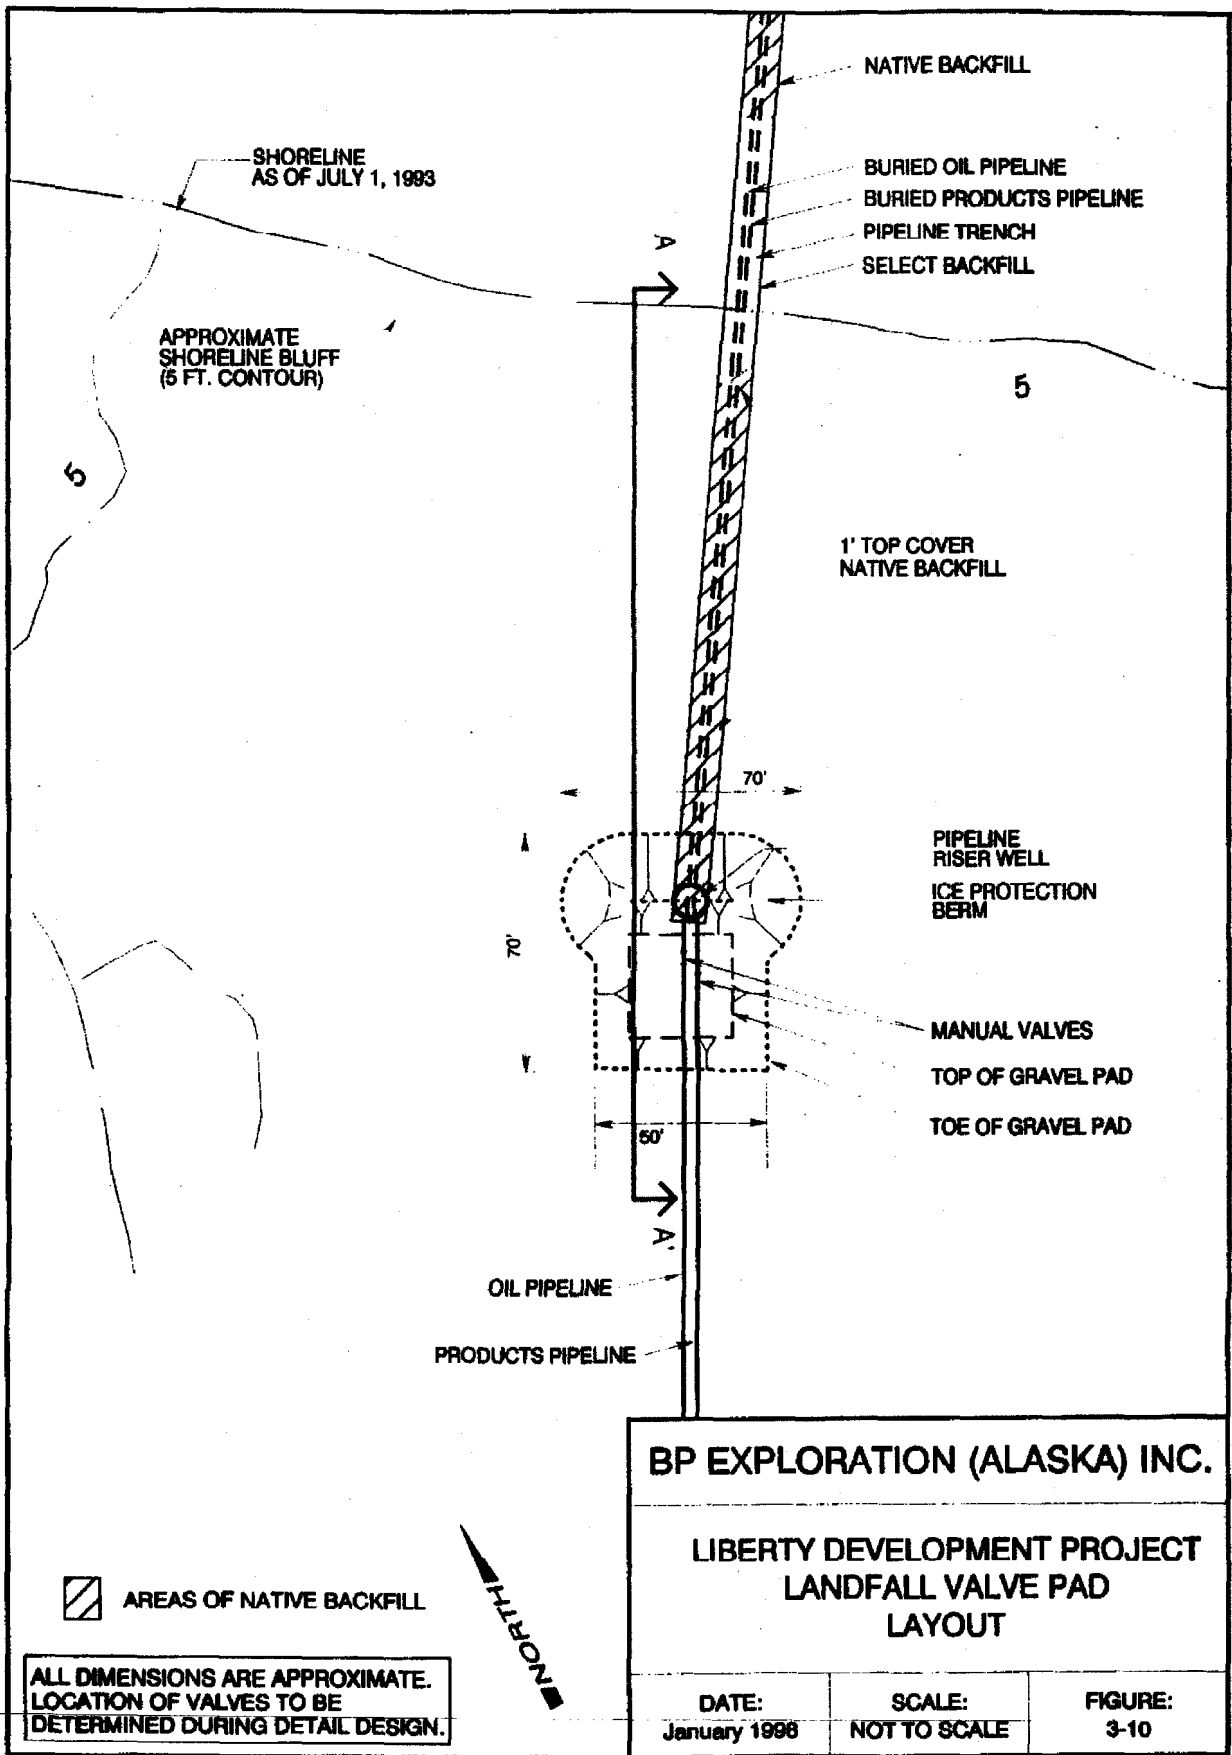 NATIVE BACKFILL
SHORELINE
AS OF JULY 1, 1993
BURIED OIL PIPELINE
BURIED PRODUCTS PIPELINE
PIPELINE TRENCH
SELECT BACKFILL
A
APPROXIMATE
SHORELINE BLUFF
(5 FT. CONTOUR)
5
5
1' TOP COVER
NATIVE BACKFILL
70'
PIPELINE
RISER WELL
ICE PROTECTION
BERM
70'
MANUAL VALVES
TOP OF GRAVEL PAD
TOE OF GRAVEL PAD
50'
A'
OIL PIPELINE
PRODUCTS PIPELINE
BP EXPLORATION (ALASKA) INC.
LIBERTY DEVELOPMENT PROJECT
LANDFALL VALVE PAD
LAYOUT
NORTH
AREAS OF NATIVE BACKFILL
ALL DIMENSIONS ARE APPROXIMATE.
LOCATION OF VALVES TO BE
DETERMINED DURING DETAIL DESIGN.
DATE:
January 1998
SCALE:
NOT TO SCALE
FIGURE:
3-10